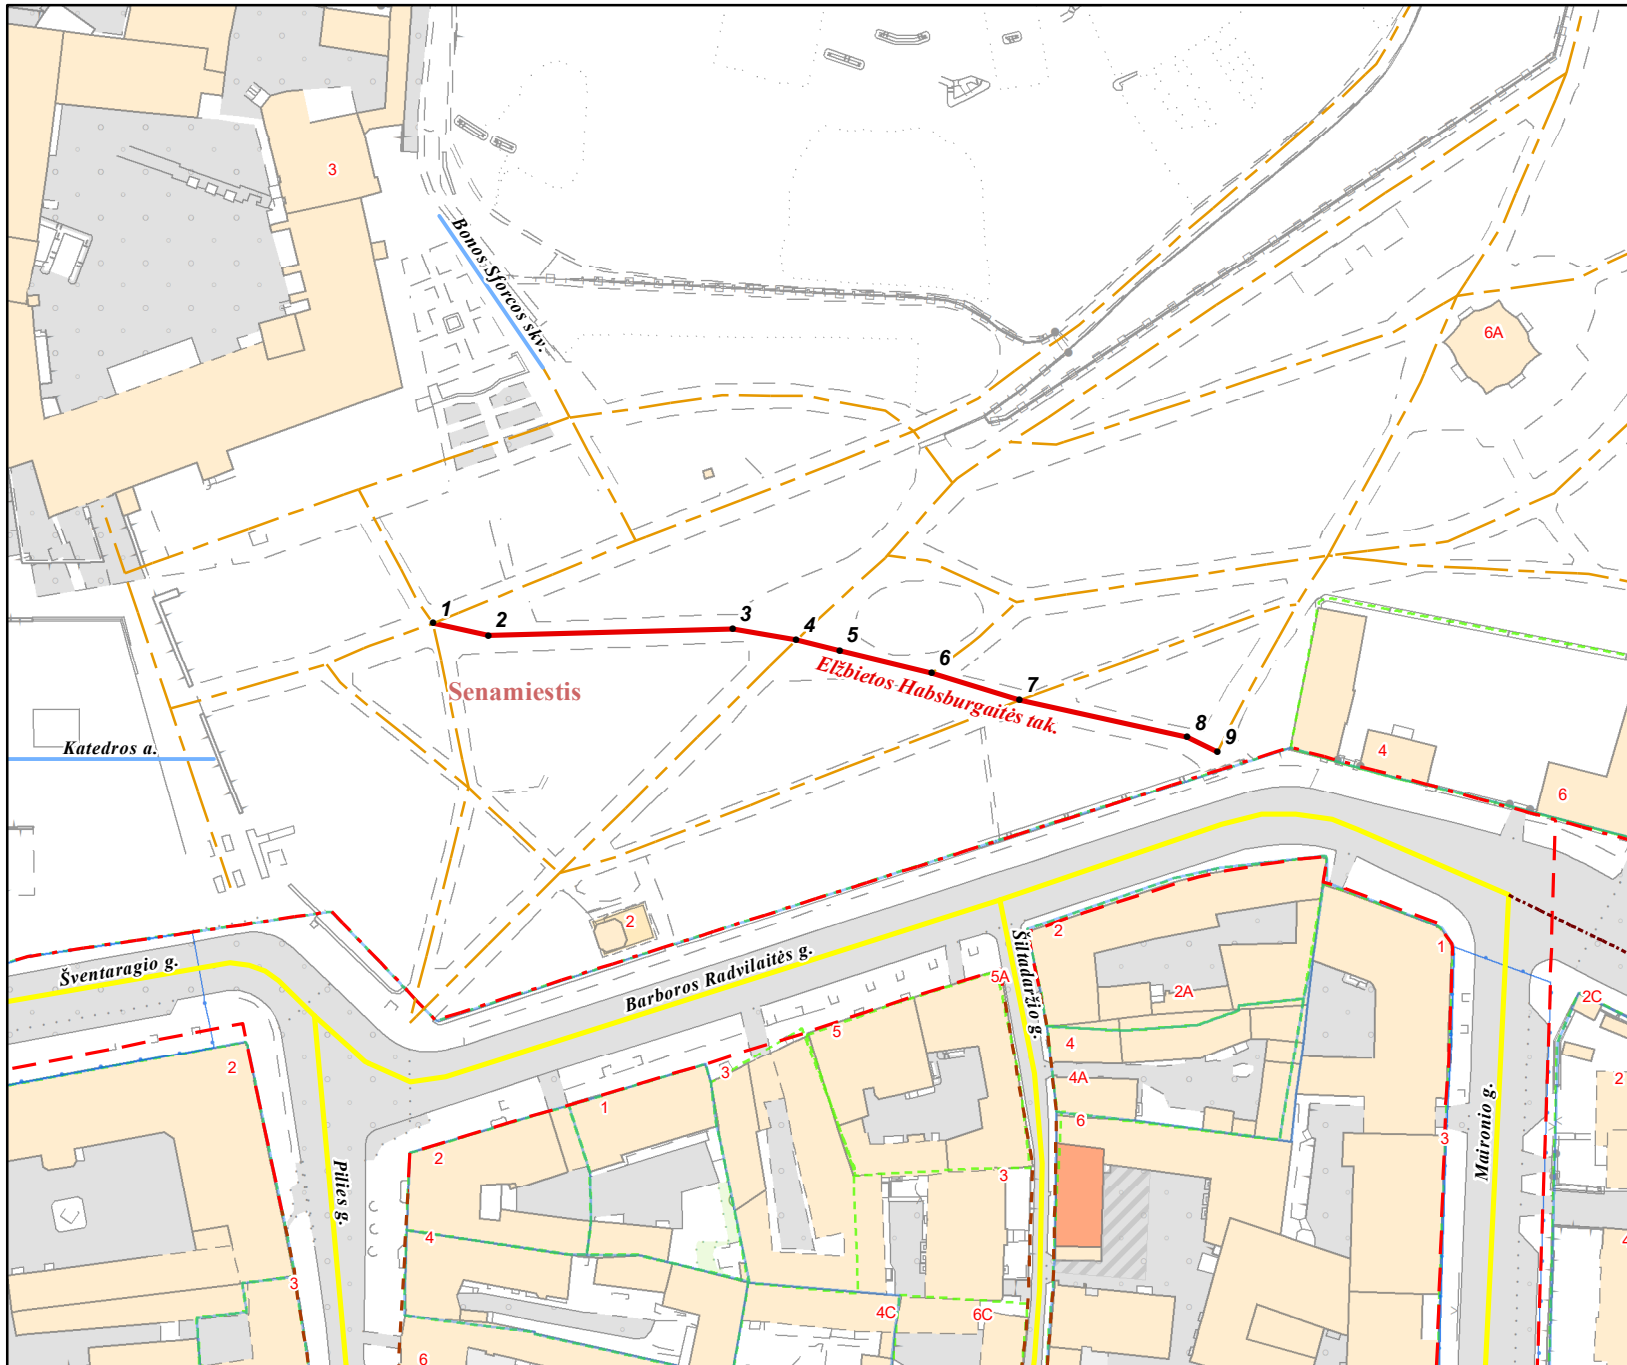 3
Bonos Sforcos skv.
6A
1
2
3
4
5
6
7
8
9
Elžbietos Habsburgaitės tak.
Senamiestis
Katedros a.
4
6
2
Šventaragio g.
Barboros Radvilaitės g.
Šiltadaržio g.
2
1
5A
2A
2C
5
4
2
3
4A
2
1
6
3
2
Pilies g.
Maironio g.
3
4
4
3
4C
6C
6